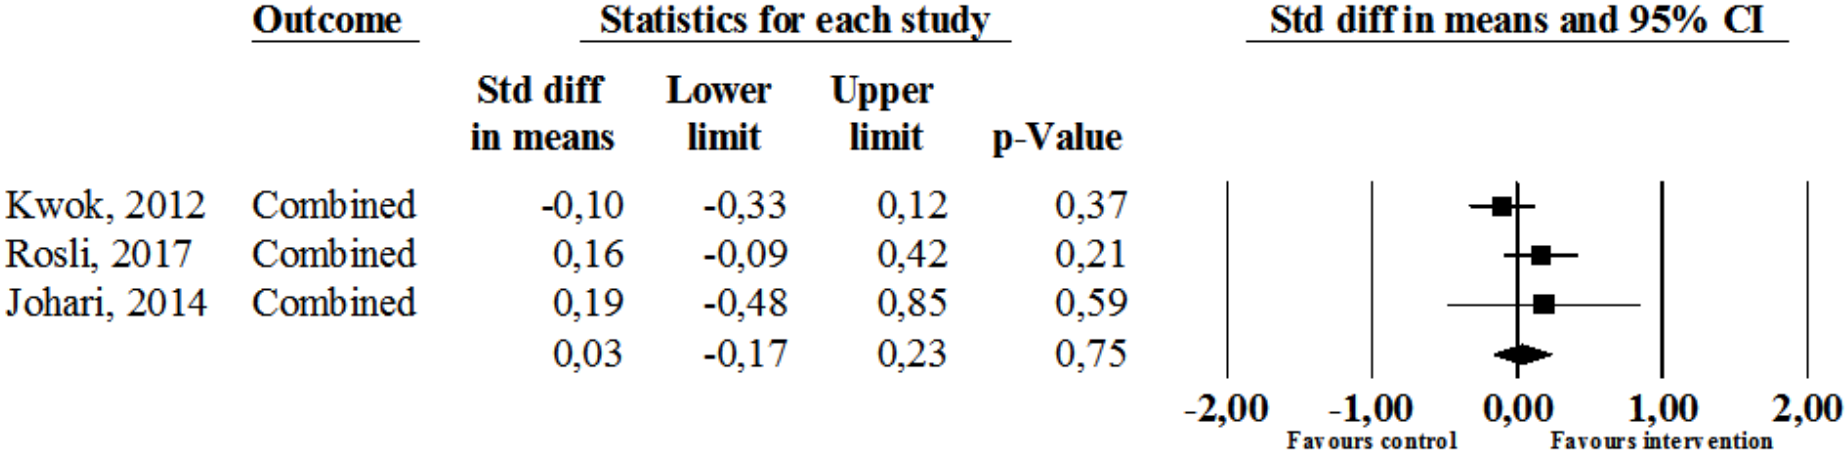 Outcome Statistics for each study Std diff in means and 95% CI
Std diff Lower Upper
in means limit limit p-Value
Kwok, 2012 Combined -0,10 -0,33 0,12 0,37
Rosli, 2017 Combined 0,16 -0,09 0,42 0,21
Johari, 2014 Combined 0,19 -0,48 0,85 0,59
0,03 -0,17 0,23 0,75
-2,00 -1,00 0,00 1,00 2,00
Favours control Favours intervention